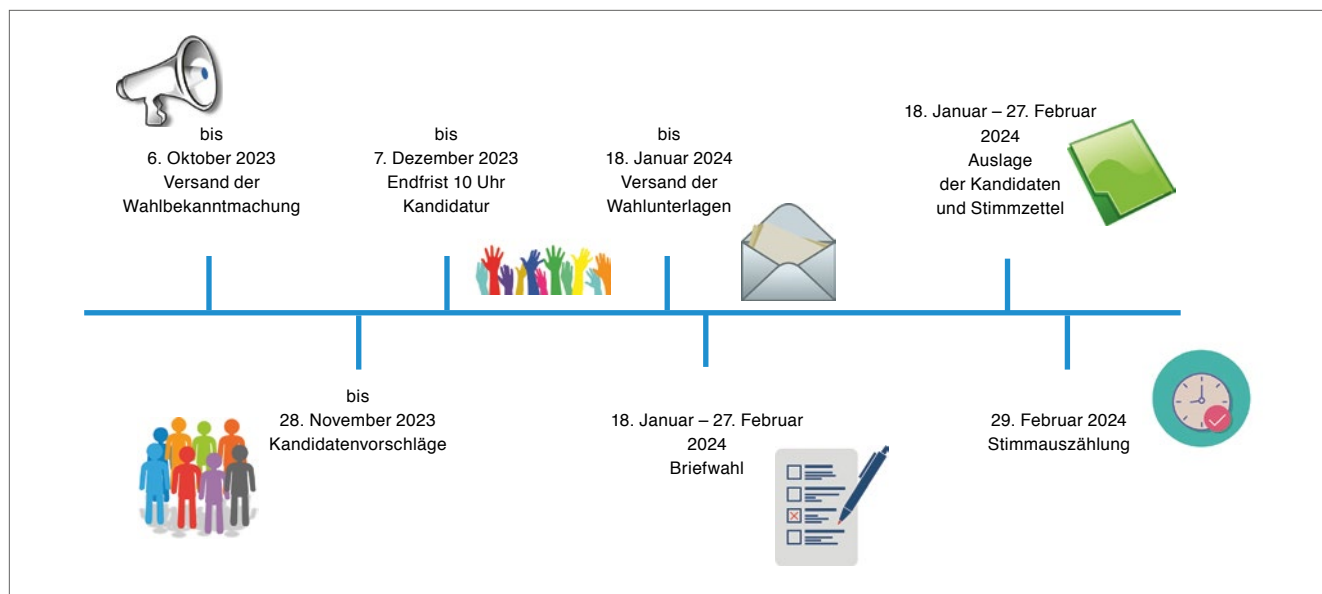 bis
6. Oktober 2023
Versand der
Wahlbekanntmachung
bis
7. Dezember 2023
Endfrist 10 Uhr
Kandidatur
bis
18. Januar 2024
Versand der
Wahlunterlagen
18. Januar – 27. Februar
2024
Auslage
der Kandidaten
und Stimmzettel
bis
28. November 2023
Kandidatenvorschläge
18. Januar – 27. Februar
2024
Briefwahl
29. Februar 2024
Stimmauszählung